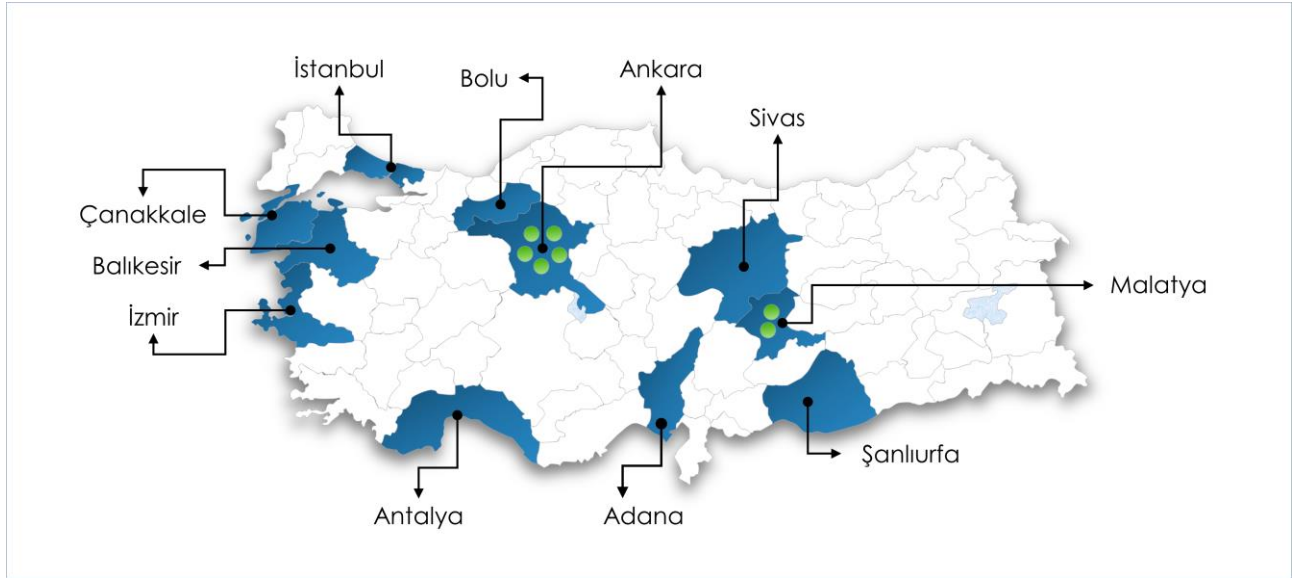 İstanbul
Bolu
Ankara
Sivas
Çanakkale
Balıkesir
İzmir
Malatya
Şanlıurfa
Antalya
Adana